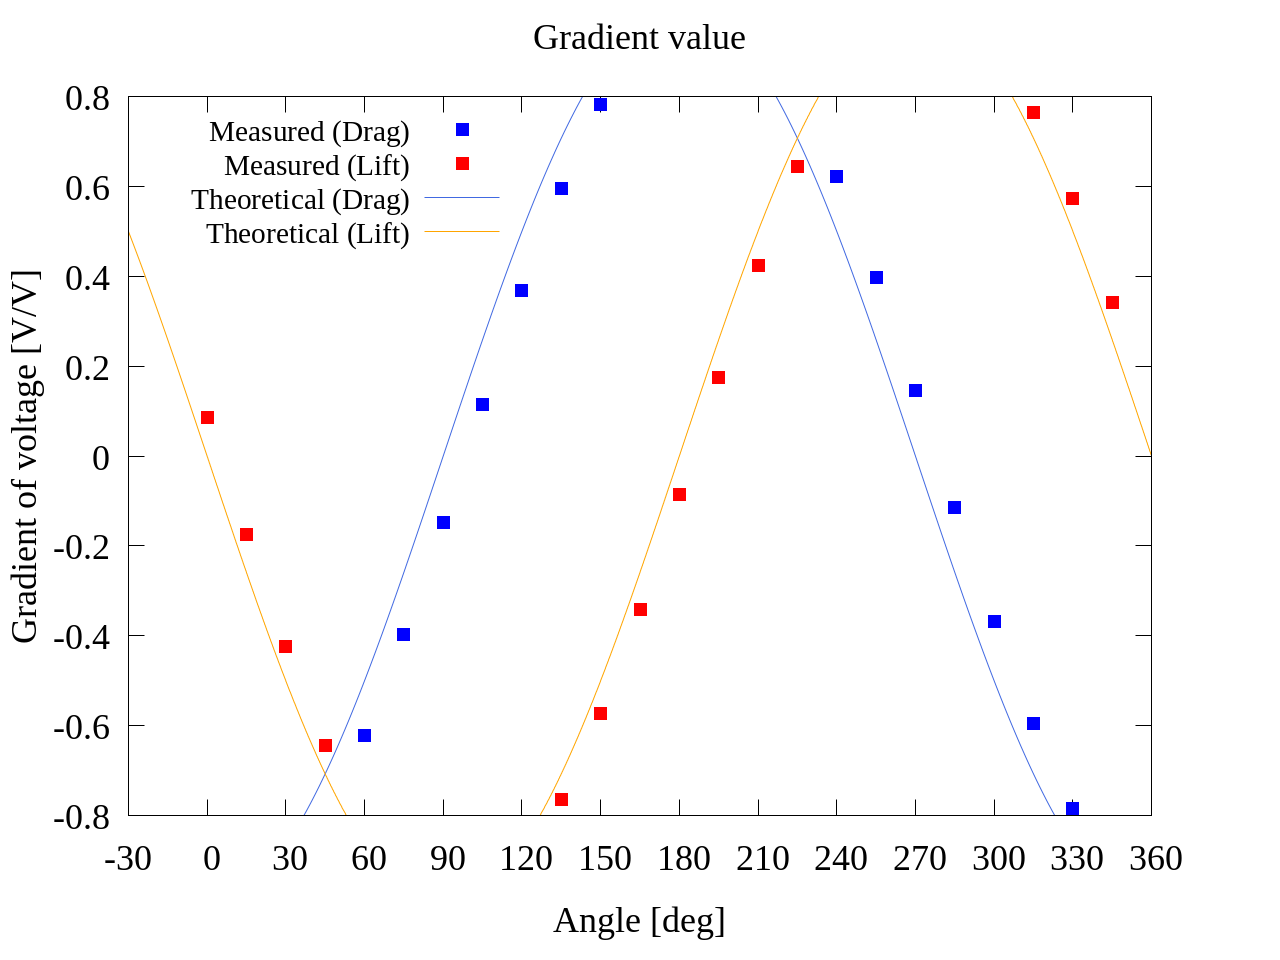 Gradient value
Measured (Drag)
Measured (Lift)
Theoretical (Drag)
Theoretical (Lift)
Gradient of voltage [V/V]
0.8
0.6
0.4
0.2
0
-0.2
-0.4
-0.6
-0.8
-30 0 30 60 90 120 150 180 210 240 270 300 330 360
Angle [deg]